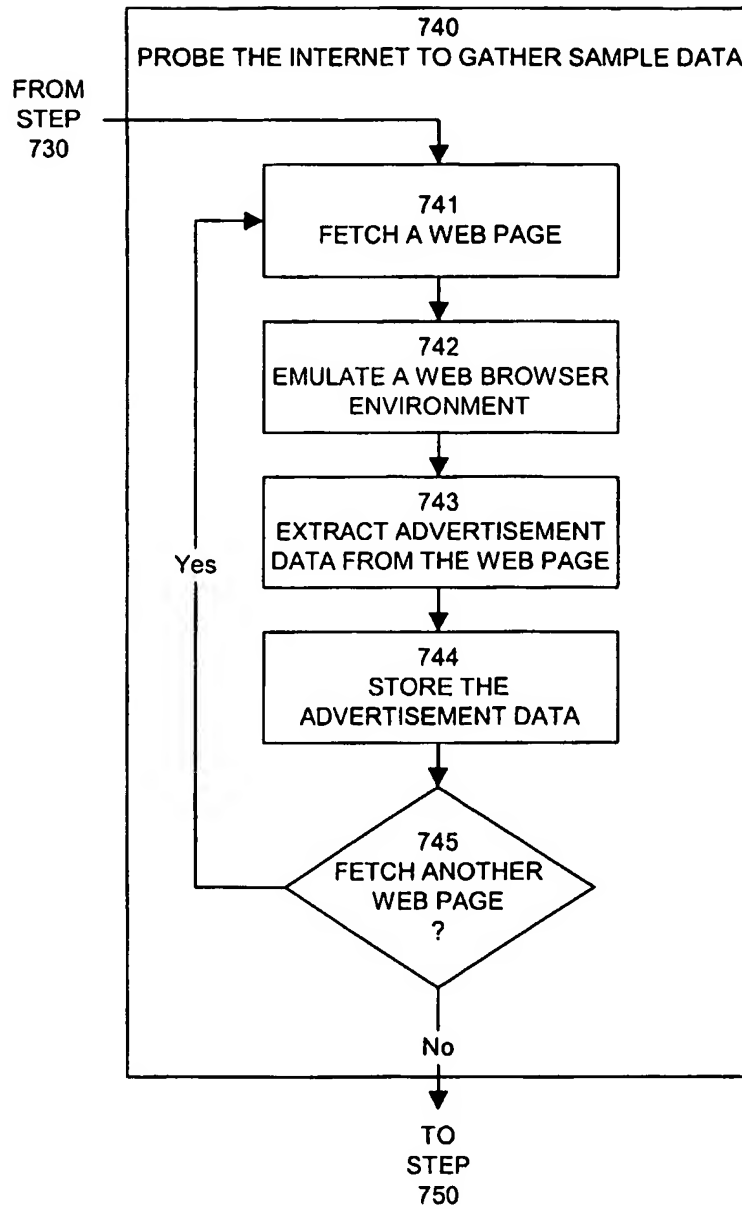 740
PROBE THE INTERNET TO GATHER SAMPLE DATA
FROM
STEP
730
741
FETCH A WEB PAGE
742
EMULATE A WEB BROWSER
ENVIRONMENT
743
EXTRACT ADVERTISEMENT
DATA FROM THE WEB PAGE
Yes
744
STORE THE
ADVERTISEMENT DATA
745
FETCH ANOTHER
WEB PAGE
?
No
TO
STEP
750